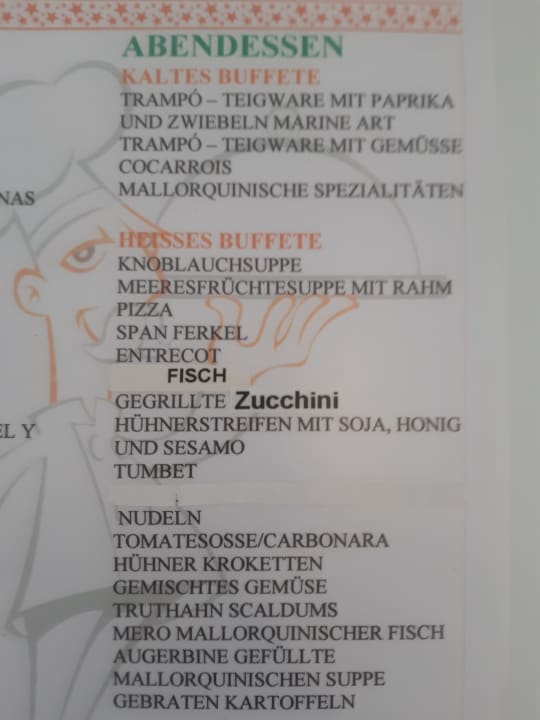 ABENDESSEN
KALTES BUFFETE
TRAMPÓ – TEIGWARE MIT PAPRIKA
UND ZWIEBELN MARINE ART
TRAMPÓ – TEIGWARE MIT GEMÜSSE
COCARROIS
MALLORQUINISCHE SPEZIALITÄTEN
NAS
HEISSES BUFFETE
KNOBLAUCHSUPPE
MEERESFRÜCHTESUPPE MIT RAHM
PIZZA
SPAN FERKEL
ENTRECOT
FISCH
GEGRILLTE Zucchini
HÜHNERSTREIFEN MIT SOJA, HONIG
EL Y
UND SESAMO
TUMBET
NUDELN
TOMATESOSSE/CARBONARA
HÜHNER KROKETTEN
GEMISCHTES GEMÜSE
TRUTHAHN SCALDUMS
MERO MALLORQUINISCHER FISCH
AUGERBINE GEFÜLLTE
MALLORQUINISCHEN SUPPE
GEBRATEN KARTOFFELN